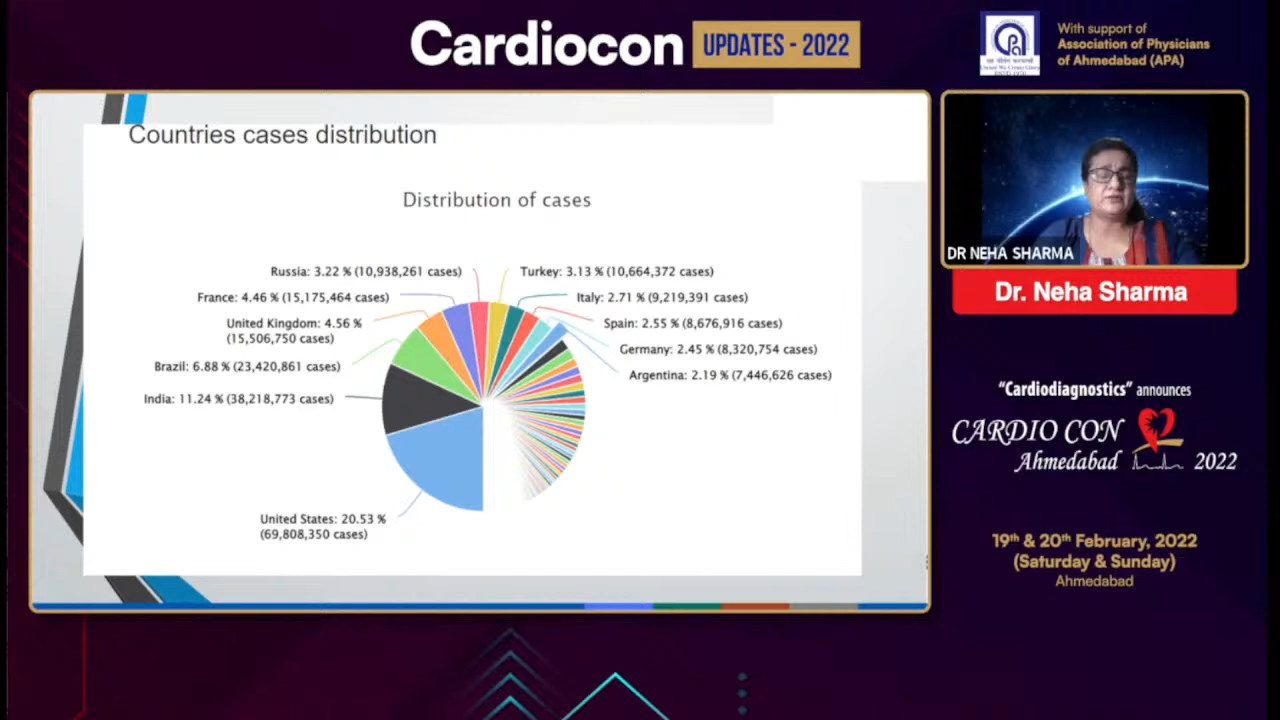 Cardiocon UPDATES - 2022
With support of
Association of Physicians
of Ahmedabad (APA)
Countries cases distribution
Distribution of cases
Russia: 3.22 % (10,938,261 cases)
Turkey: 3.13 % (10,664,372 cases)
France: 4.46 % (15,175,464 cases)
Italy: 2.71 % (9,219,391 cases)
United Kingdom: 4.56 %
(15,506,750 cases)
Spain: 2.55 % (8,676,916 cases)
Germany: 2.45 % (8,320,754 cases)
Brazil: 6.88 % (23,420,861 cases)
Argentina: 2.19 % (7,446,626 cases)
India: 11.24 % (38,218,773 cases)
United States: 20.53 %
(69,808,350 cases)
DR NEHA SHARMA
Dr. Neha Sharma
“Cardiodiagnostics” announces
CARDIO CON
Ahmedabad 2022
19th & 20th February, 2022
(Saturday & Sunday)
Ahmedabad